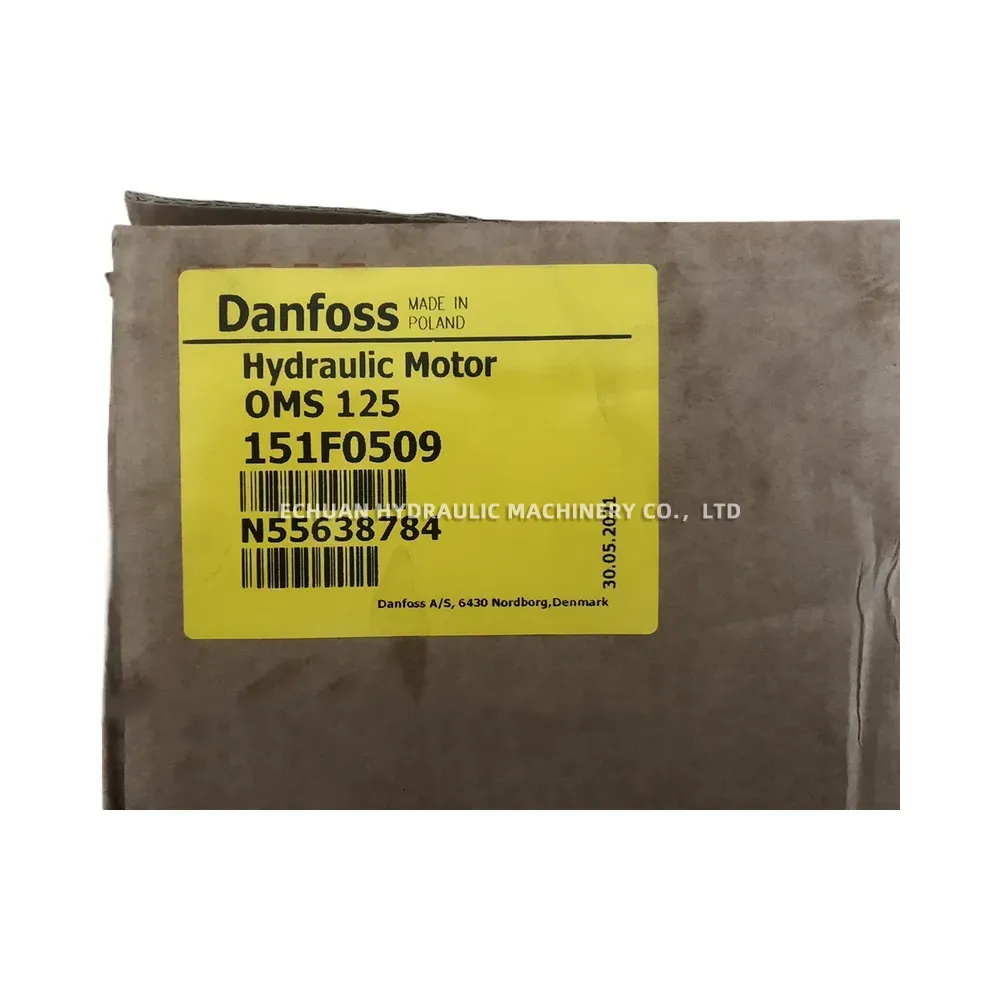 Danfoss MADE IN
POLAND
Hydraulic Motor
OMS 125
151F0509
ECHUAN HYDRAULIC MACHINERY CO., LTD
N55638784
30.05.2021
Danfoss A/S, 6430 Nordborg,Denmark